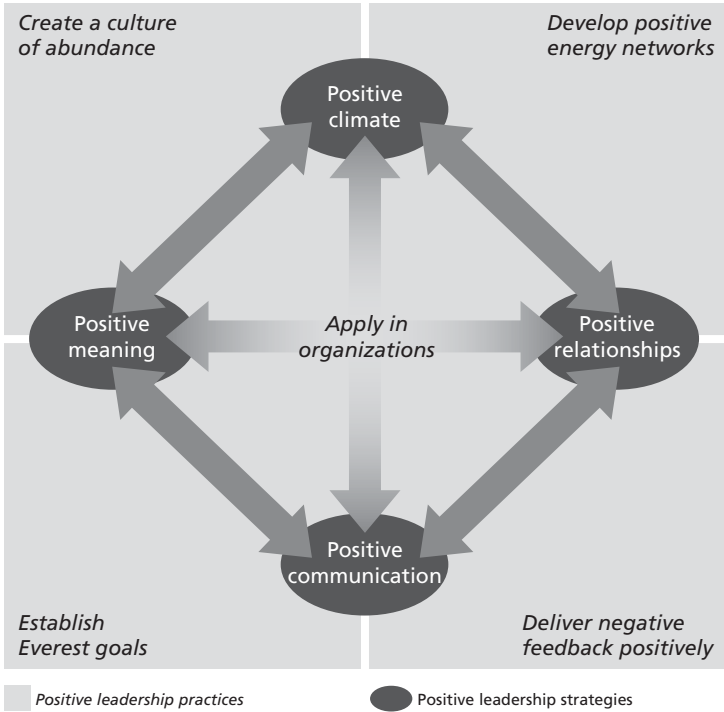 Create a culture
of abundance
Develop positive
energy networks
Positive
climate
Positive
meaning
Apply in
organizations
Positive
relationships
Positive
communication
Establish
Everest goals
Deliver negative
feedback positively
Positive leadership practices
Positive leadership strategies